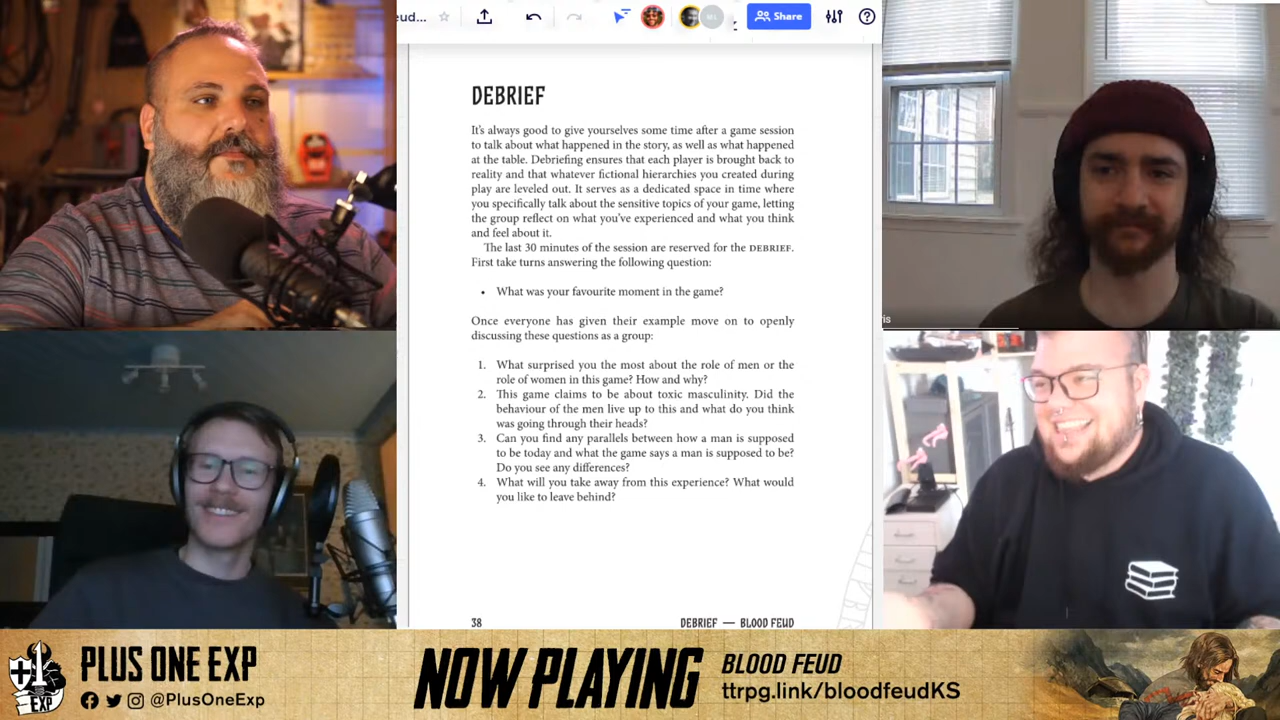 eud...
Share
DEBRIEF
It's always good to give yourselves some time after a game session
to talk about what happened in the story, as well as what happened
at the table. Debriefing ensures that each player is brought back to
reality and that whatever fictional hierarchies you created during
play are leveled out. It serves as a dedicated space in time where
you specifically talk about the sensitive topics of your game, letting
the group reflect on what you've experienced and what you think
and feel about it.
The last 30 minutes of the session are reserved for the DEBRIEF.
First take turns answering the following question:
• What was your favourite moment in the game?
Once everyone has given their example move on to openly
discussing these questions as a group:
1. What surprised you the most about the role of men or the
role of women in this game? How and why?
2. This game claims to be about toxic masculinity. Did the
behaviour of the men live up to this and what do you think
was going through their heads?
3. Can you find any parallels between how a man is supposed
to be today and what the game says a man is supposed to be?
Do you see any differences?
4. What will you take away from this experience? What would
you like to leave behind?
38
DEBRIEF — BLOOD FEUD
ris
+1
EXP
PLUS ONE EXP
@PlusOneExp
NOW PLAYING
BLOOD FEUD
ttrpg.link/bloodfeudKS